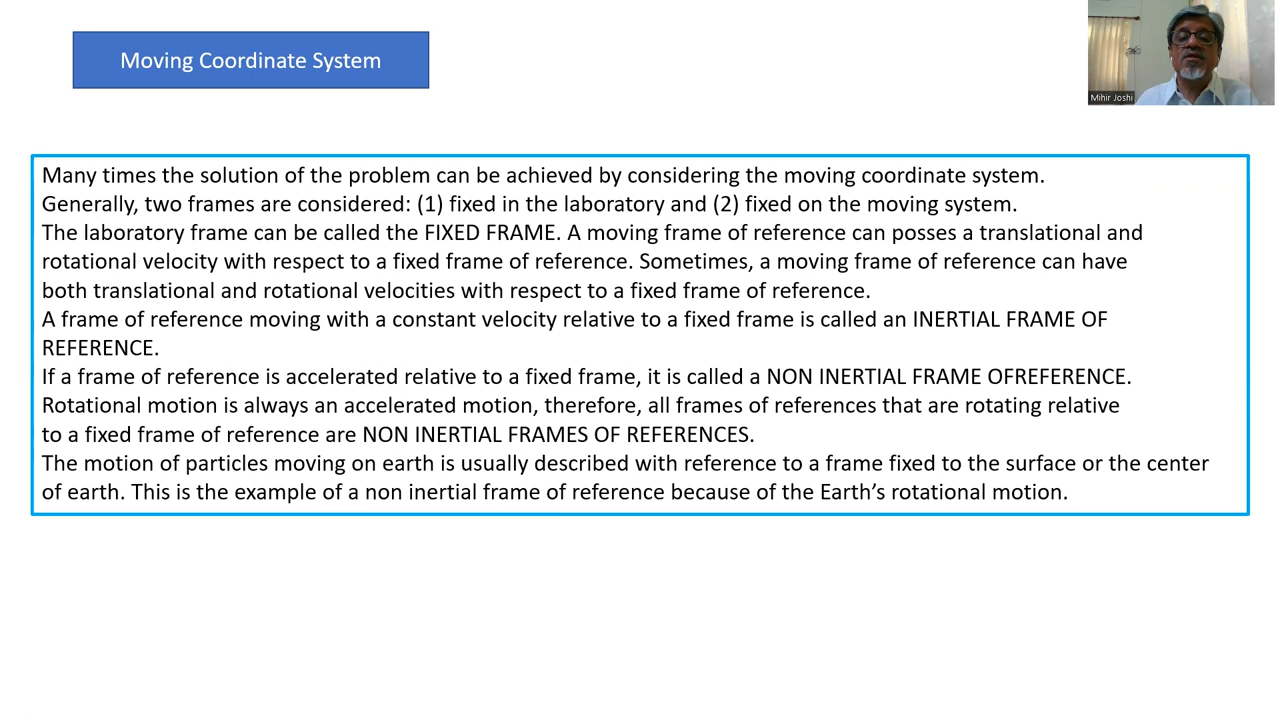 Moving Coordinate System
Mihir Joshi
Many times the solution of the problem can be achieved by considering the moving coordinate system.
Generally, two frames are considered: (1) fixed in the laboratory and (2) fixed on the moving system.
The laboratory frame can be called the FIXED FRAME. A moving frame of reference can posses a translational and
rotational velocity with respect to a fixed frame of reference. Sometimes, a moving frame of reference can have
both translational and rotational velocities with respect to a fixed frame of reference.
A frame of reference moving with a constant velocity relative to a fixed frame is called an INERTIAL FRAME OF
REFERENCE.
If a frame of reference is accelerated relative to a fixed frame, it is called a NON INERTIAL FRAME OFREFERENCE.
Rotational motion is always an accelerated motion, therefore, all frames of references that are rotating relative
to a fixed frame of reference are NON INERTIAL FRAMES OF REFERENCES.
The motion of particles moving on earth is usually described with reference to a frame fixed to the surface or the center
of earth. This is the example of a non inertial frame of reference because of the Earth’s rotational motion.